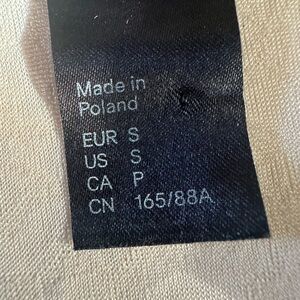 Made in
Poland
EUR S
US S
CA P
CN 165/88A